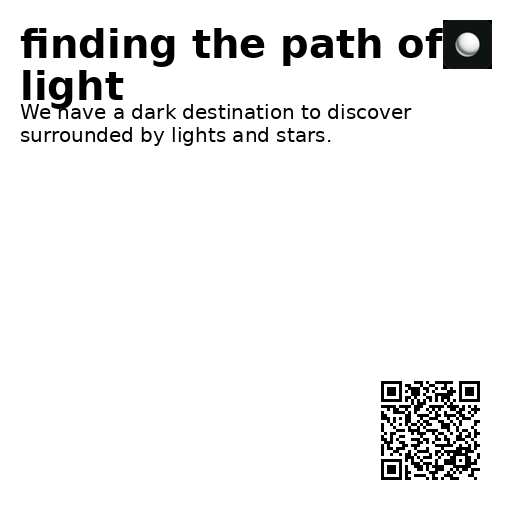 finding the path of
light
We have a dark destination to discover
surrounded by lights and stars.